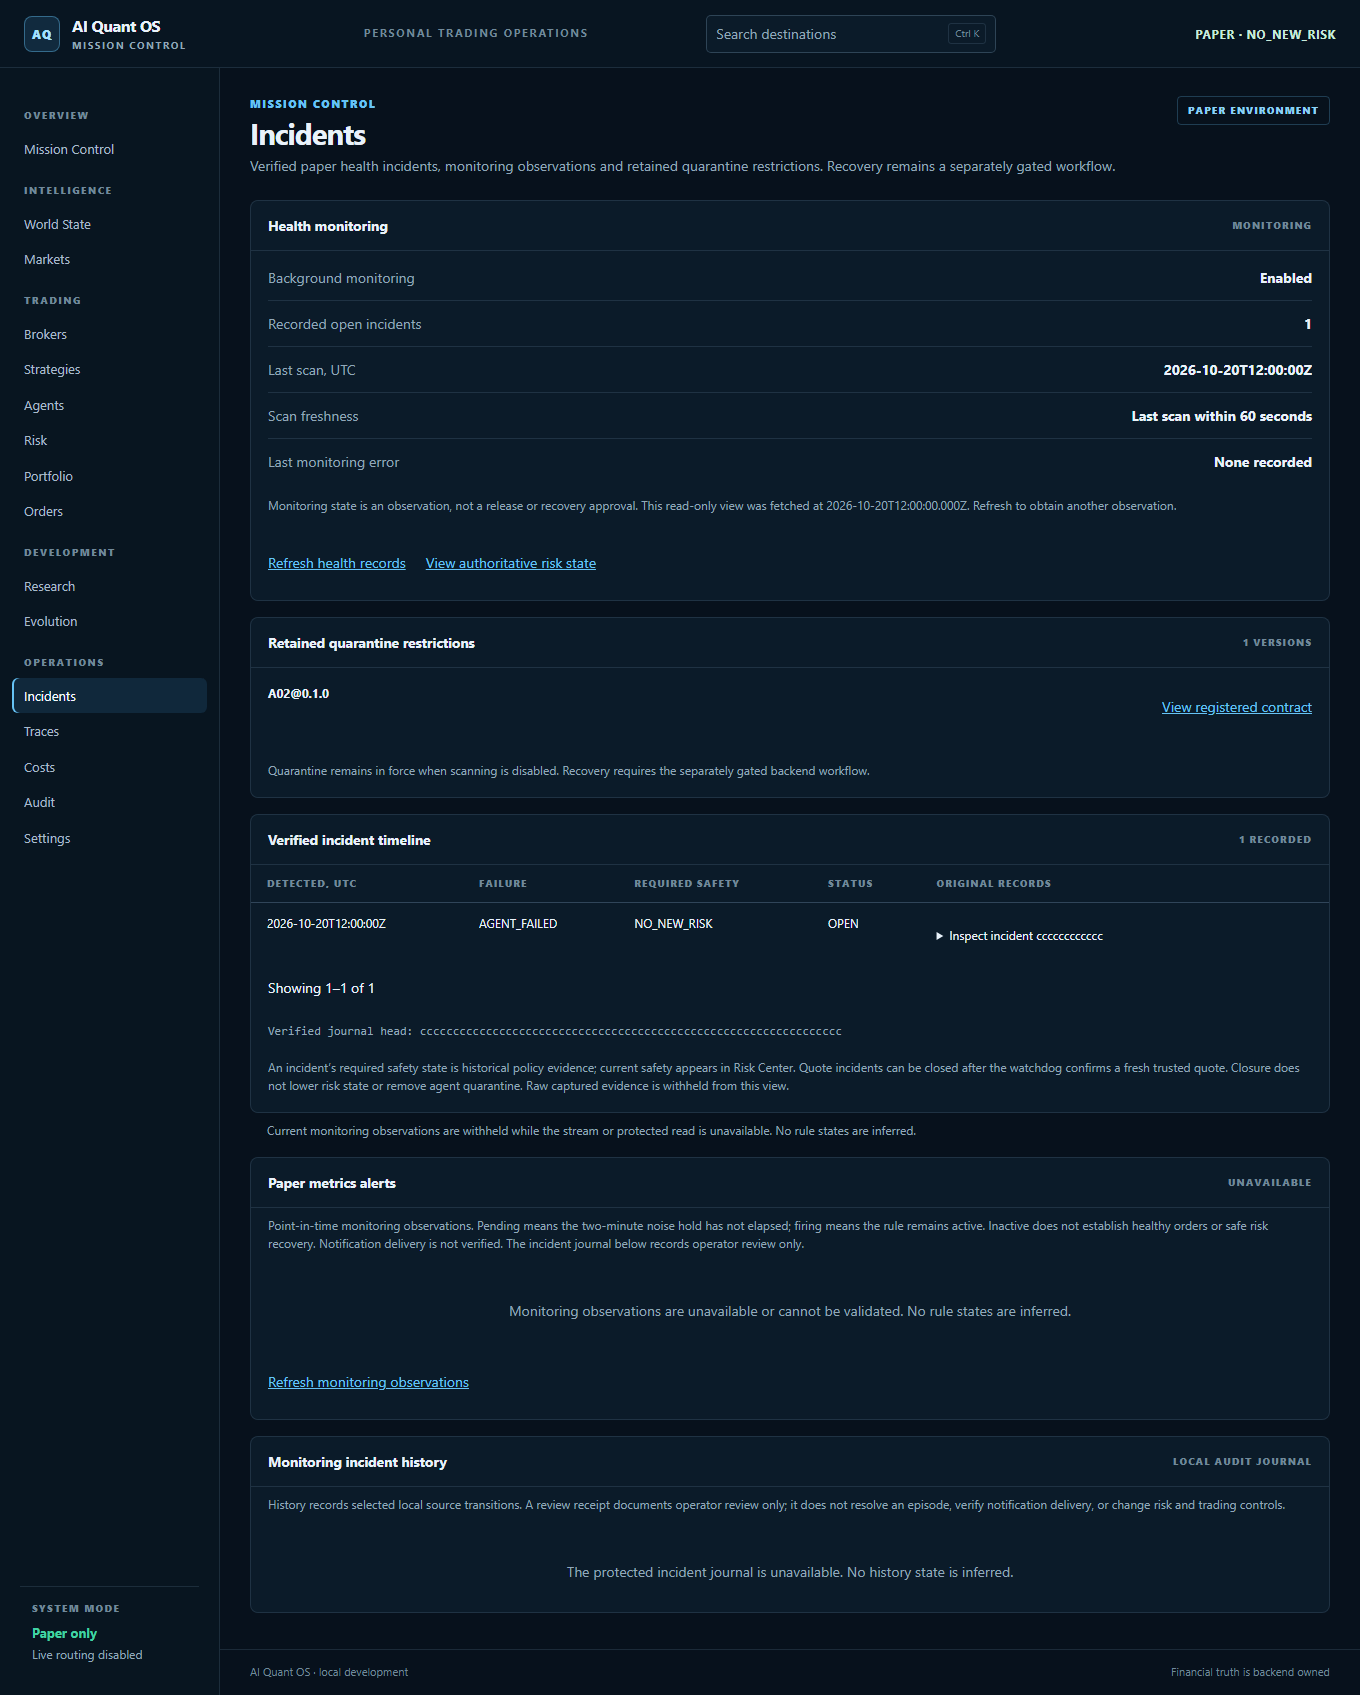 AQ
AI Quant OS
MISSION CONTROL
PERSONAL TRADING OPERATIONS
Search destinations
Ctrl K
PAPER · NO_NEW_RISK
OVERVIEW
Mission Control
INTELLIGENCE
World State
Markets
TRADING
Brokers
Strategies
Agents
Risk
Portfolio
Orders
DEVELOPMENT
Research
Evolution
OPERATIONS
Incidents
Traces
Costs
Audit
Settings
SYSTEM MODE
Paper only
Live routing disabled
MISSION CONTROL
Incidents
Verified paper health incidents, monitoring observations and retained quarantine restrictions. Recovery remains a separately gated workflow.
PAPER ENVIRONMENT
Health monitoring
MONITORING
Background monitoring
Enabled
Recorded open incidents
1
Last scan, UTC
2026-10-20T12:00:00Z
Scan freshness
Last scan within 60 seconds
Last monitoring error
None recorded
Monitoring state is an observation, not a release or recovery approval. This read-only view was fetched at 2026-10-20T12:00:00.000Z. Refresh to obtain another observation.
Refresh health records
View authoritative risk state
Retained quarantine restrictions
1 VERSIONS
A02@0.1.0
View registered contract
Quarantine remains in force when scanning is disabled. Recovery requires the separately gated backend workflow.
Verified incident timeline
1 RECORDED
DETECTED, UTC
FAILURE
REQUIRED SAFETY
STATUS
ORIGINAL RECORDS
2026-10-20T12:00:00Z
AGENT_FAILED
NO_NEW_RISK
OPEN
▶ Inspect incident cccccccccccc
Showing 1–1 of 1
Verified journal head: cccccccccccccccccccccccccccccccccccccccccccccccccccccccccccccccc
An incident's required safety state is historical policy evidence; current safety appears in Risk Center. Quote incidents can be closed after the watchdog confirms a fresh trusted quote. Closure does
not lower risk state or remove agent quarantine. Raw captured evidence is withheld from this view.
Current monitoring observations are withheld while the stream or protected read is unavailable. No rule states are inferred.
Paper metrics alerts
UNAVAILABLE
Point-in-time monitoring observations. Pending means the two-minute noise hold has not elapsed; firing means the rule remains active. Inactive does not establish healthy orders or safe risk
recovery. Notification delivery is not verified. The incident journal below records operator review only.
Monitoring observations are unavailable or cannot be validated. No rule states are inferred.
Refresh monitoring observations
Monitoring incident history
LOCAL AUDIT JOURNAL
History records selected local source transitions. A review receipt documents operator review only; it does not resolve an episode, verify notification delivery, or change risk and trading controls.
The protected incident journal is unavailable. No history state is inferred.
AI Quant OS · local development
Financial truth is backend owned